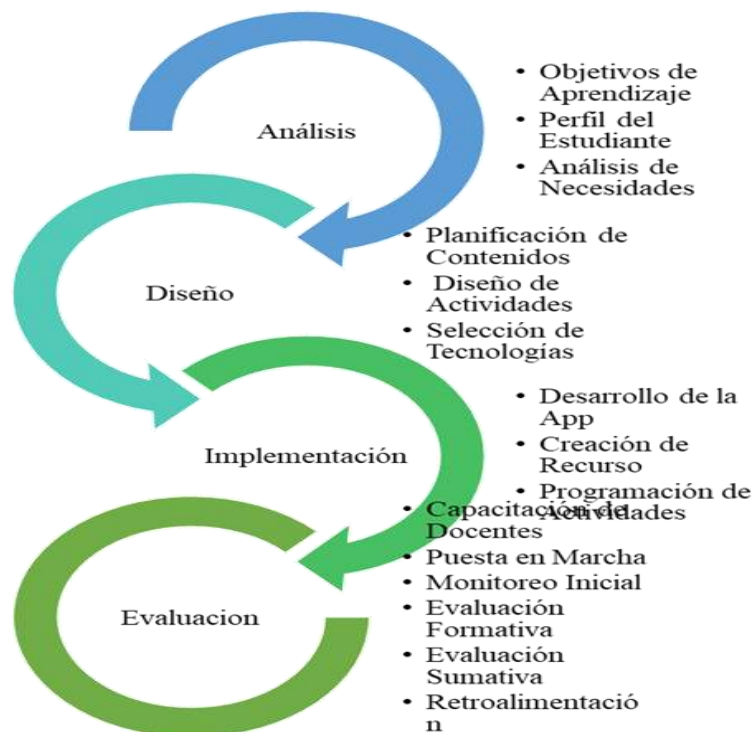 Análisis
• Objetivos de
Aprendizaje
• Perfil del
Estudiante
• Análisis de
Necesidades
Diseño
• Planificación de
Contenidos
• Diseño de
Actividades
• Selección de
Tecnologías
Implementación
• Desarrollo de la
App
• Creación de
Recurso
• Programación de
Actividades
Evaluacion
• Capacitación de
Docentes
• Puesta en Marcha
• Monitoreo Inicial
• Evaluación
Formativa
• Evaluación
Sumativa
• Retroalimentació
n